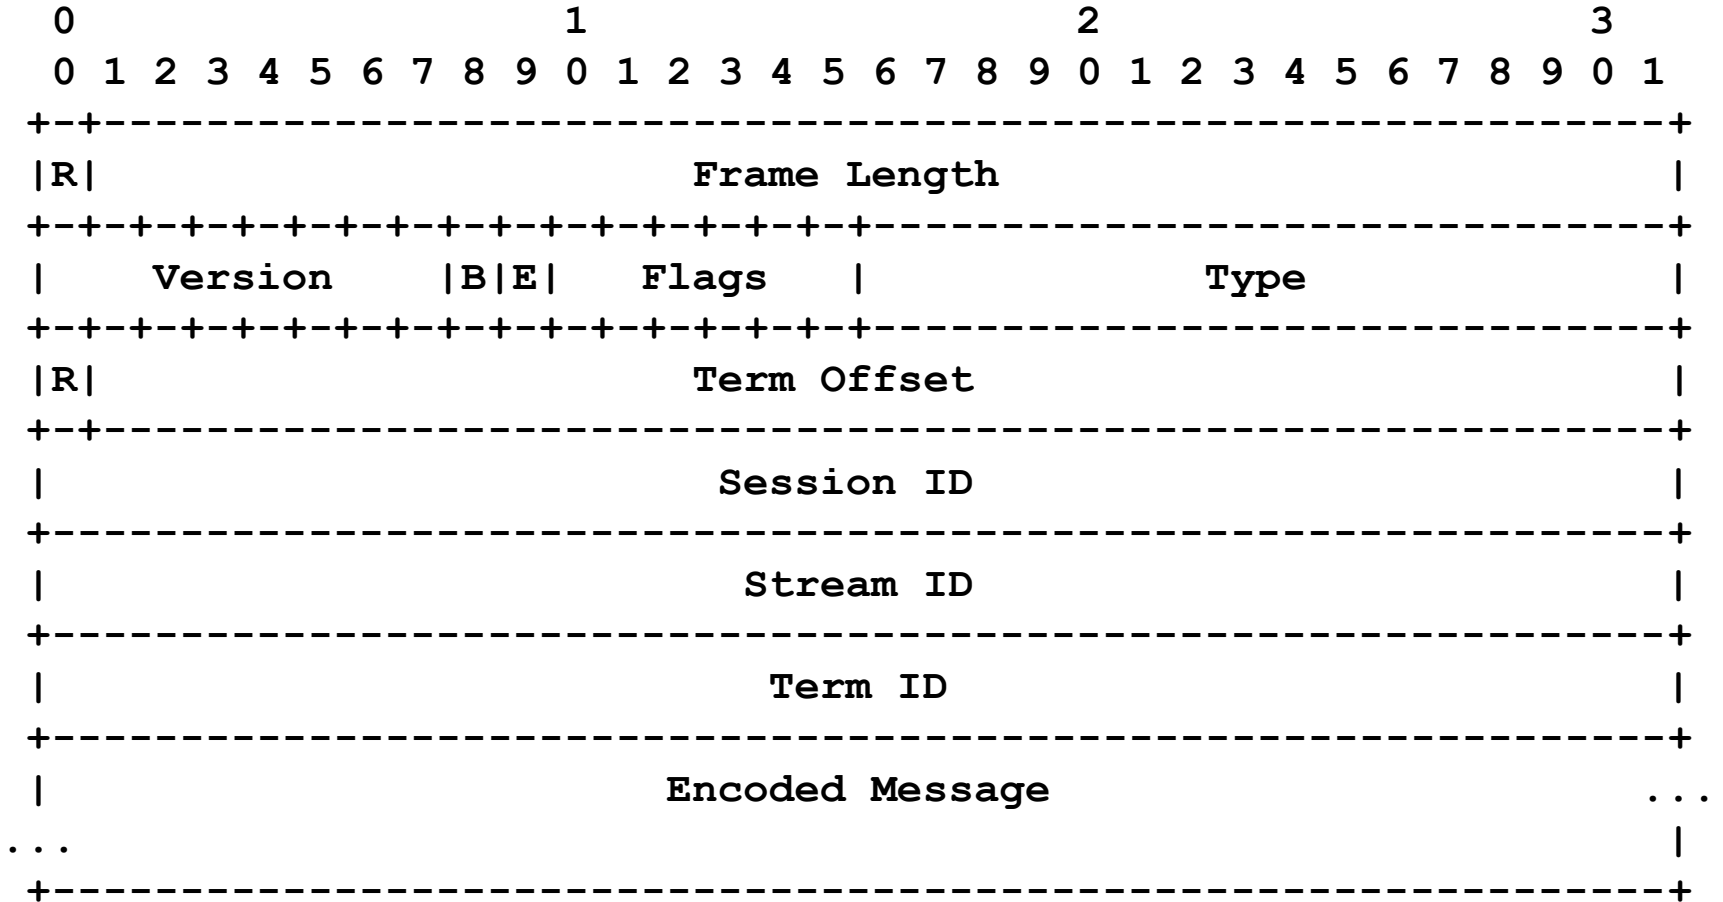 0                   1                   2                   3
 0 1 2 3 4 5 6 7 8 9 0 1 2 3 4 5 6 7 8 9 0 1 2 3 4 5 6 7 8 9 0 1
+-+-------------------------------------------------------------+
|R|                       Frame Length                          |
+-+-+-+-+-+-+-+-+-+-+-+-+-+-+-+-+-------------------------------+
|    Version    |B|E|   Flags   |             Type              |
+-+-+-+-+-+-+-+-+-+-+-+-+-+-+-+-+-------------------------------+
|R|                       Term Offset                           |
+-+-------------------------------------------------------------+
|                          Session ID                           |
+---------------------------------------------------------------+
|                           Stream ID                           |
+---------------------------------------------------------------+
|                            Term ID                            |
+---------------------------------------------------------------+
|                        Encoded Message                       ...
...                                                             |
+---------------------------------------------------------------+